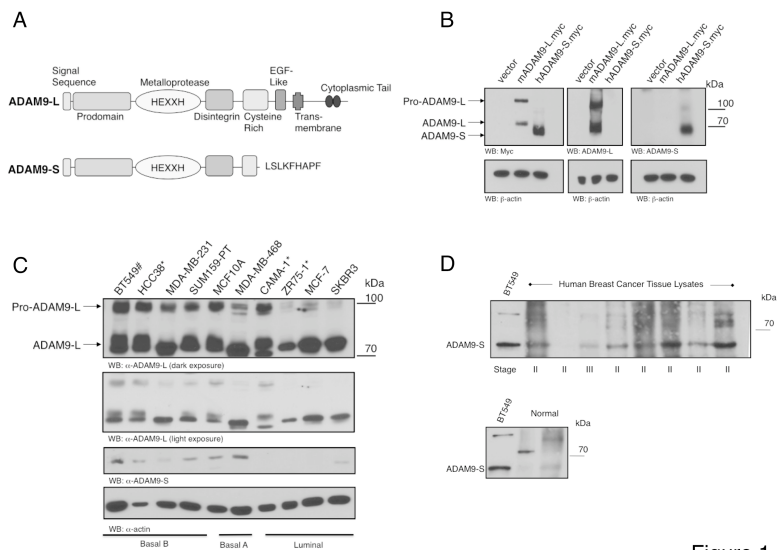 A
Signal
Sequence
Metalloprotease
EGF-
Like
Cytoplasmic Tail
ADAM9-L
HEXXH
Prodomain
Disintegrin
Cysteine
Rich
Trans-
membrane
ADAM9-S
HEXXH
LSLKFHAPF
B
vector
mADAM9-L.myc
hADAM9-S.myc
vector
mADAM9-L.myc
hADAM9-S.myc
vector
mADAM9-L.myc
hADAM9-S.myc
kDa
Pro-ADAM9-L
100
ADAM9-L
70
ADAM9-S
WB: Myc
WB: ADAM9-L
WB: ADAM9-S
WB: β-actin
WB: β-actin
WB: β-actin
C
BT549#
HCC38*
MDA-MB-231
SUM159-PT
MCF10A
MDA-MB-468
CAMA-1*
ZR75-1*
MCF-7
SKBR3
kDa
Pro-ADAM9-L
100
ADAM9-L
70
WB: α-ADAM9-L (dark exposure)
WB: α-ADAM9-L (light exposure)
WB: α-ADAM9-S
WB: α-actin
Basal B
Basal A
Luminal
D
BT549
Human Breast Cancer Tissue Lysates
kDa
70
ADAM9-S
Stage
II
II
III
II
II
II
II
II
BT549
Normal
kDa
70
ADAM9-S